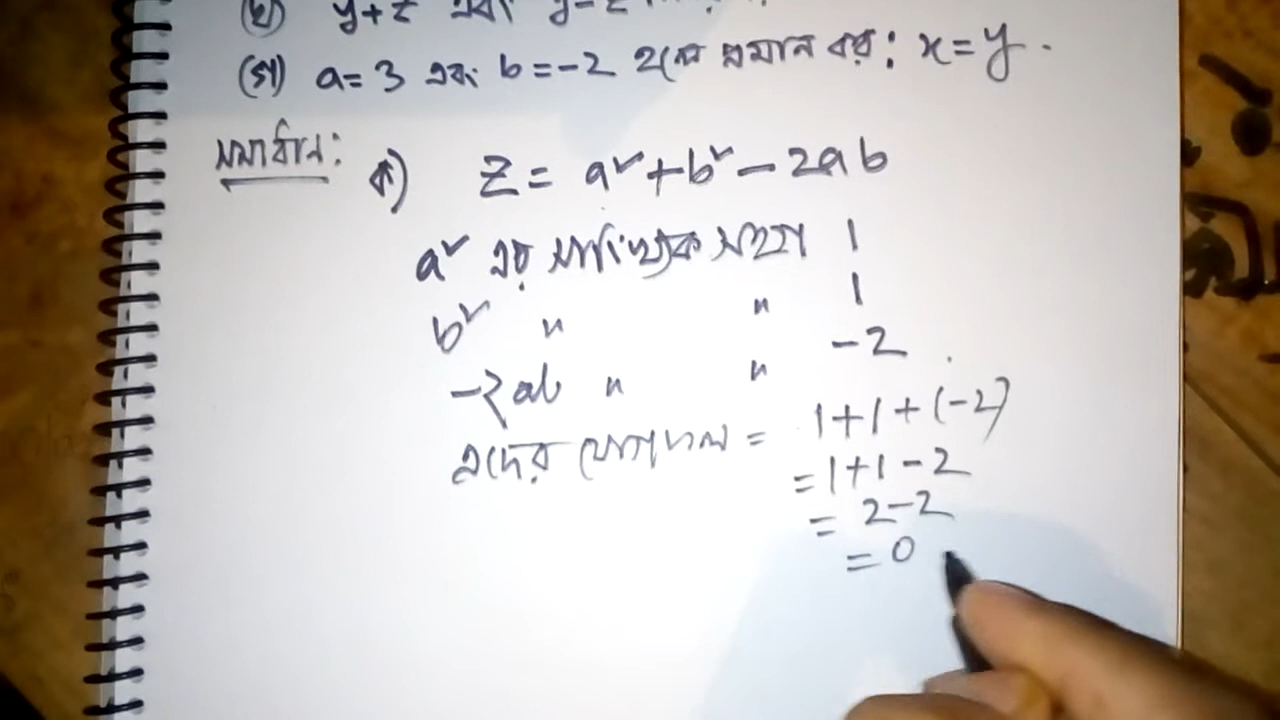 (খ) y+z এবং y-z
(গ) a=3 এবং b=-2 হলে প্রমান কর: x=y.
সমাধান: ক) z= a²+b²-2ab
a² এর সাংখ্যিক সহগ 1
b² " " 1
-2ab " " -2
এদের যোগফল = 1+1+(-2)
=1+1-2
= 2-2
=0